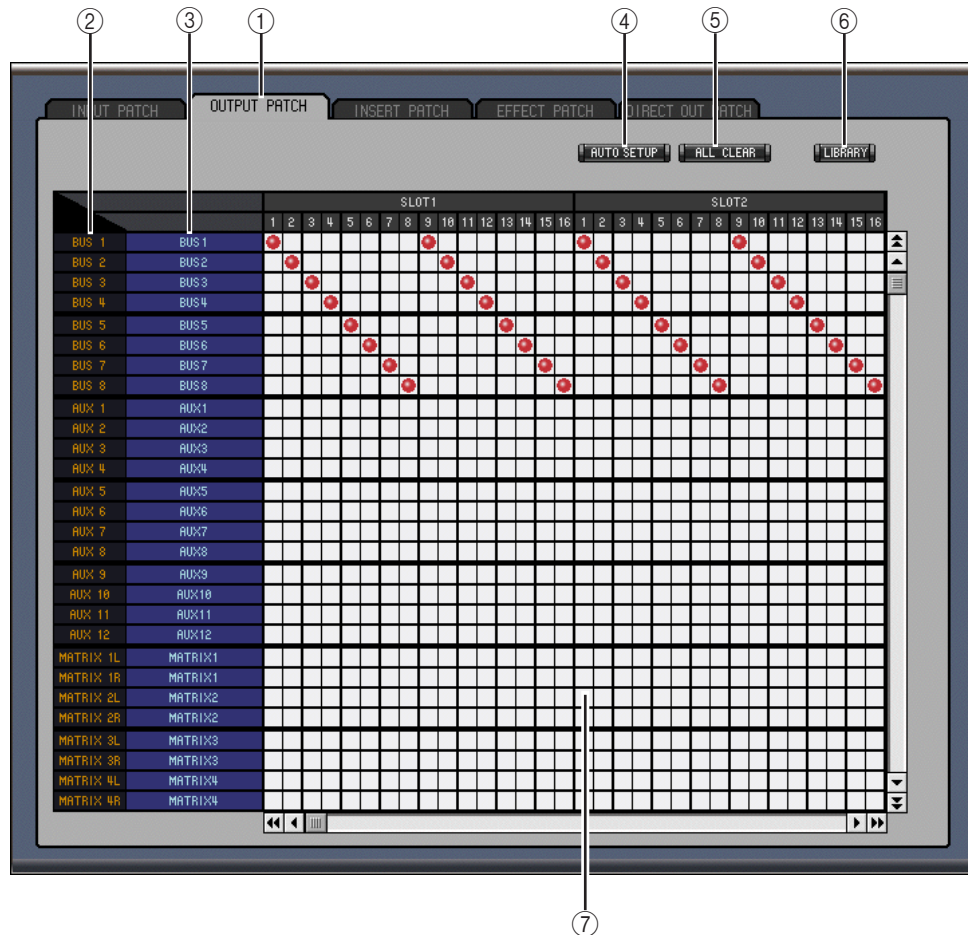 ② ③ ① ④ ⑤ ⑥
INPUT PATCH OUTPUT PATCH INSERT PATCH EFFECT PATCH DIRECT OUT PATCH
AUTO SETUP ALL CLEAR LIBRARY
SLOT1 SLOT2
1 2 3 4 5 6 7 8 9 10 11 12 13 14 15 16 1 2 3 4 5 6 7 8 9 10 11 12 13 14 15 16
BUS 1 BUS1
BUS 2 BUS2
BUS 3 BUS3
BUS 4 BUS4
BUS 5 BUS5
BUS 6 BUS6
BUS 7 BUS7
BUS 8 BUS8
AUX 1 AUX1
AUX 2 AUX2
AUX 3 AUX3
AUX 4 AUX4
AUX 5 AUX5
AUX 6 AUX6
AUX 7 AUX7
AUX 8 AUX8
AUX 9 AUX9
AUX 10 AUX10
AUX 11 AUX11
AUX 12 AUX12
MATRIX 1L MATRIX1
MATRIX 1R MATRIX1
MATRIX 2L MATRIX2
MATRIX 2R MATRIX2
MATRIX 3L MATRIX3
MATRIX 3R MATRIX3
MATRIX 4L MATRIX4
MATRIX 4R MATRIX4
⑦